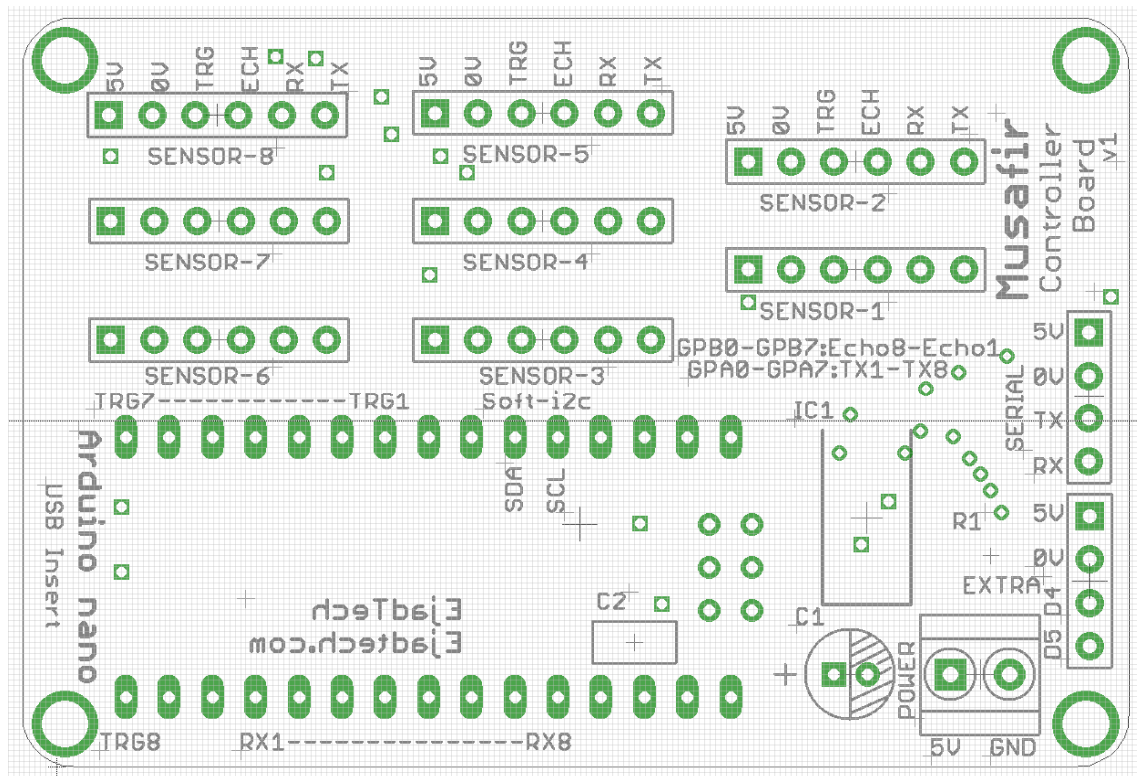 5V 0V TRG ECH RX TX
SENSOR-8
5V 0V TRG ECH RX TX
SENSOR-5
5V 0V TRG ECH RX TX
SENSOR-2
Musafir
Controller
Board
v1
SENSOR-7
SENSOR-4
SENSOR-1
SENSOR-6
SENSOR-3
GPB0-GPB7:Echo8-Echo1
GPA0-GPA7:TX1-TX8
5V
0V
TX
RX
SERIAL
TRG7------------TRG1
Soft-i2c
IC1
Arduino nano
USB Insert
SDA
SCL
R1
5V
0V
D4
D5
EXTRA
C2
EjadTech
Ejadtech.com
C1
POWER
+
TRG8
RX1---------------RX8
5V
GND